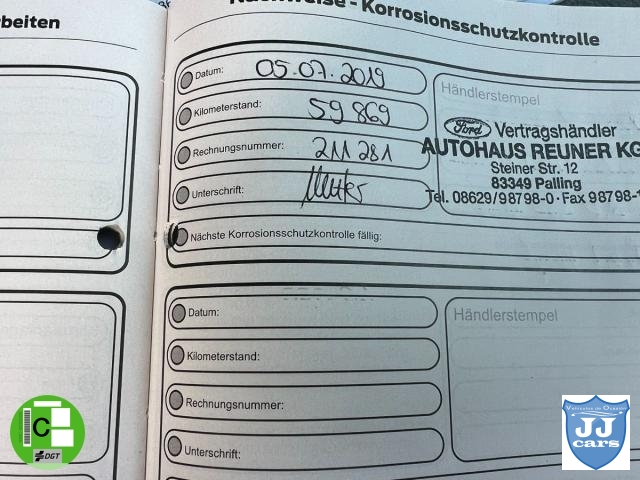 beiten
Nachweise - Korrosionsschutzkontrolle
Datum: 05.07.2019
Kilometerstand: 59 869
Rechnungsnummer: 211 281
Unterschrift:
Nächste Korrosionsschutzkontrolle fällig:
Händlerstempel
Ford Vertragshändler
AUTOHAUS REUNER KG
Steiner Str. 12
83349 Palling
Tel. 08629/98798-0 · Fax 98798-
Datum:
Kilometerstand:
Rechnungsnummer:
Unterschrift:
Händlerstempel
C
DGT
JJ
cars